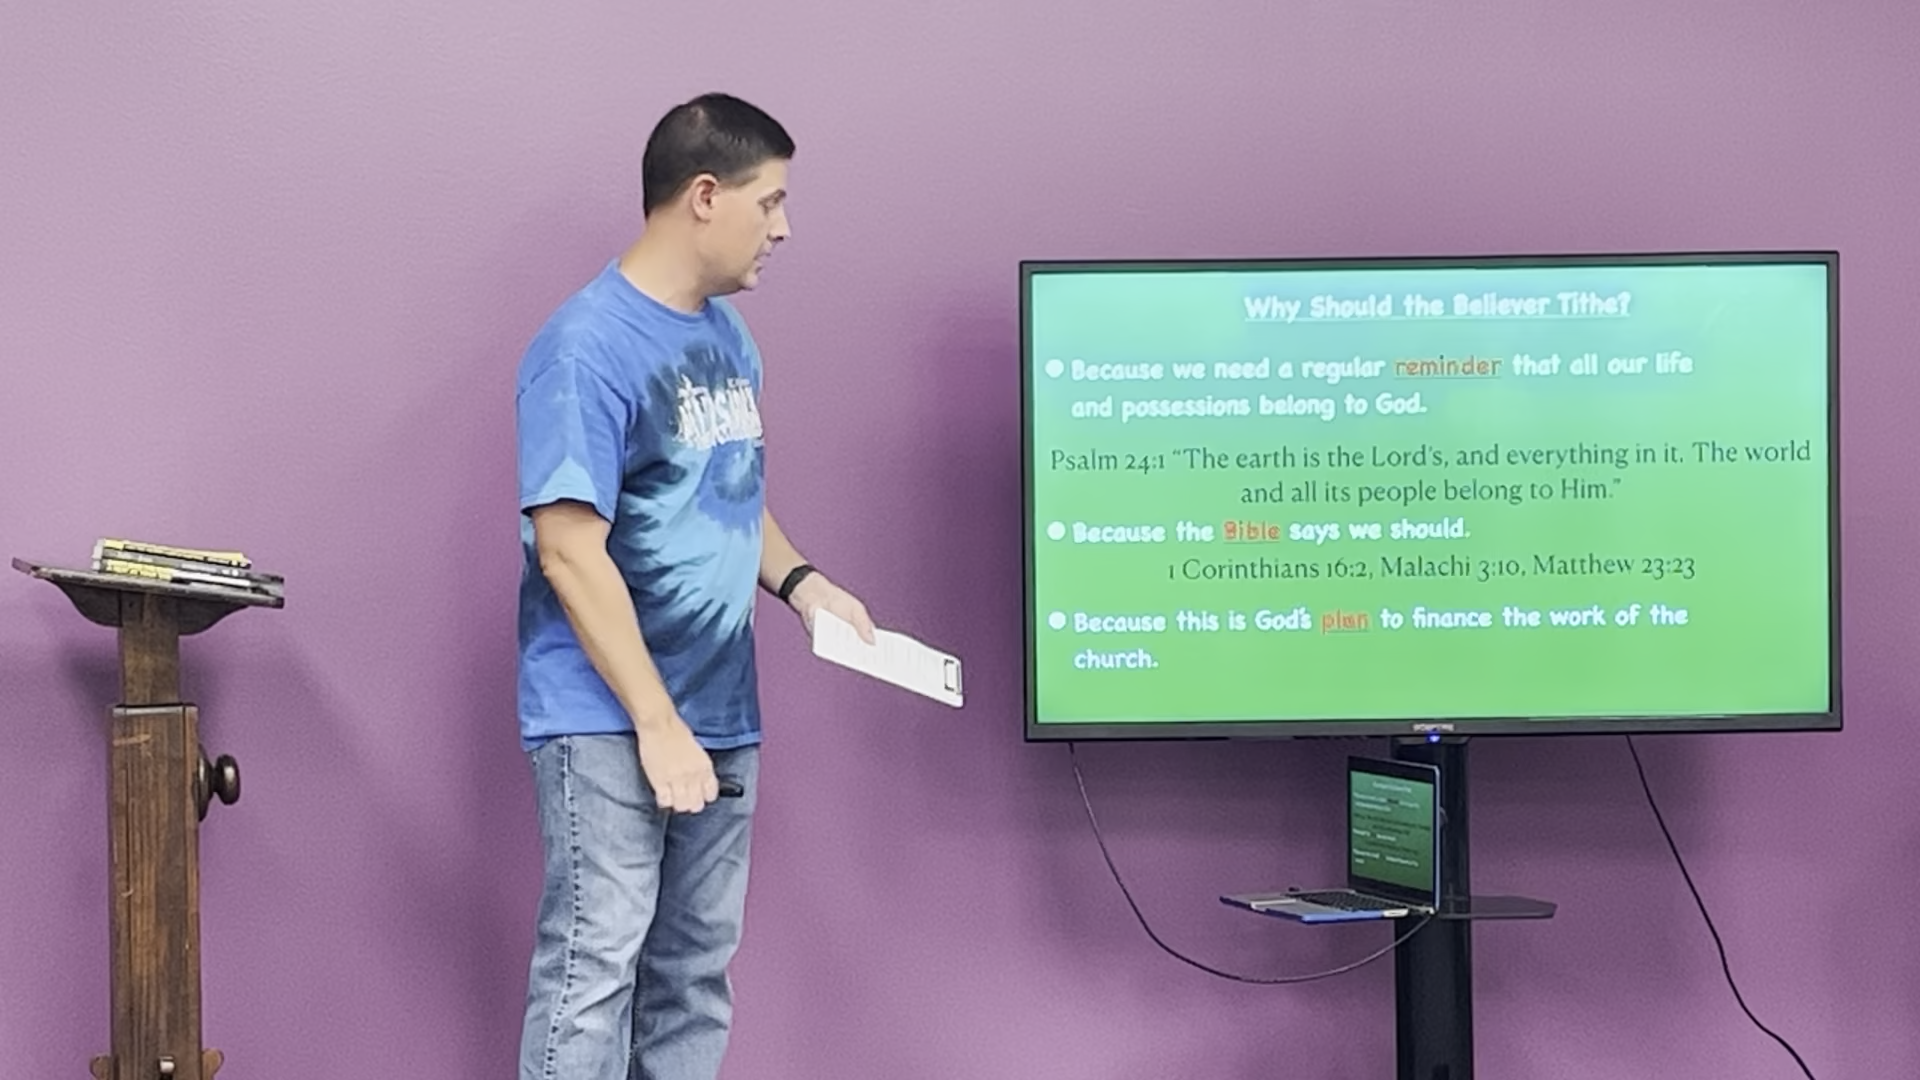 Why Should the Believer Tithe?
Because we need a regular reminder that all our life
and possessions belong to God.
Psalm 24:1 “The earth is the Lord's, and everything in it. The world
and all its people belong to Him.”
Because the Bible says we should.
1 Corinthians 16:2, Malachi 3:10, Matthew 23:23
Because this is God's plan to finance the work of the
church.